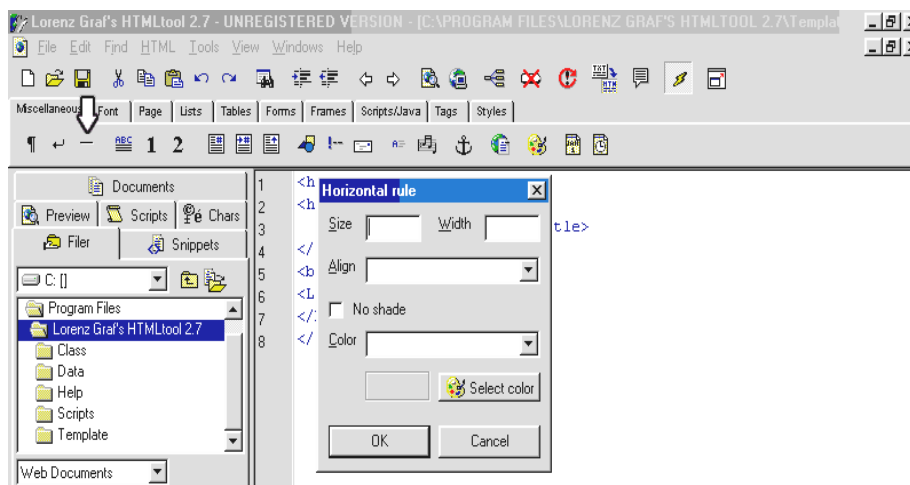 Lorenz Graf's HTMLtool 2.7 - UNREGISTERED VERSION - [C:\PROGRAM FILES\LORENZ GRAF'S HTMLTOOL 2.7\Templat
File Edit Find HTML Tools View Windows Help
Miscellaneous Font Page Lists Tables Forms Frames Scripts/Java Tags Styles
ABC 1 2
Documents
Preview Scripts Chars
Filer Snippets
C: []
Program Files
Lorenz Graf's HTMLtool 2.7
Class
Data
Help
Scripts
Template
Web Documents
1 <h
2 <h
3 tle>
4 </
5 <b
6 <L
7 </
8 </
Horizontal rule
Size Width
Align
No shade
Color
Select color
OK Cancel